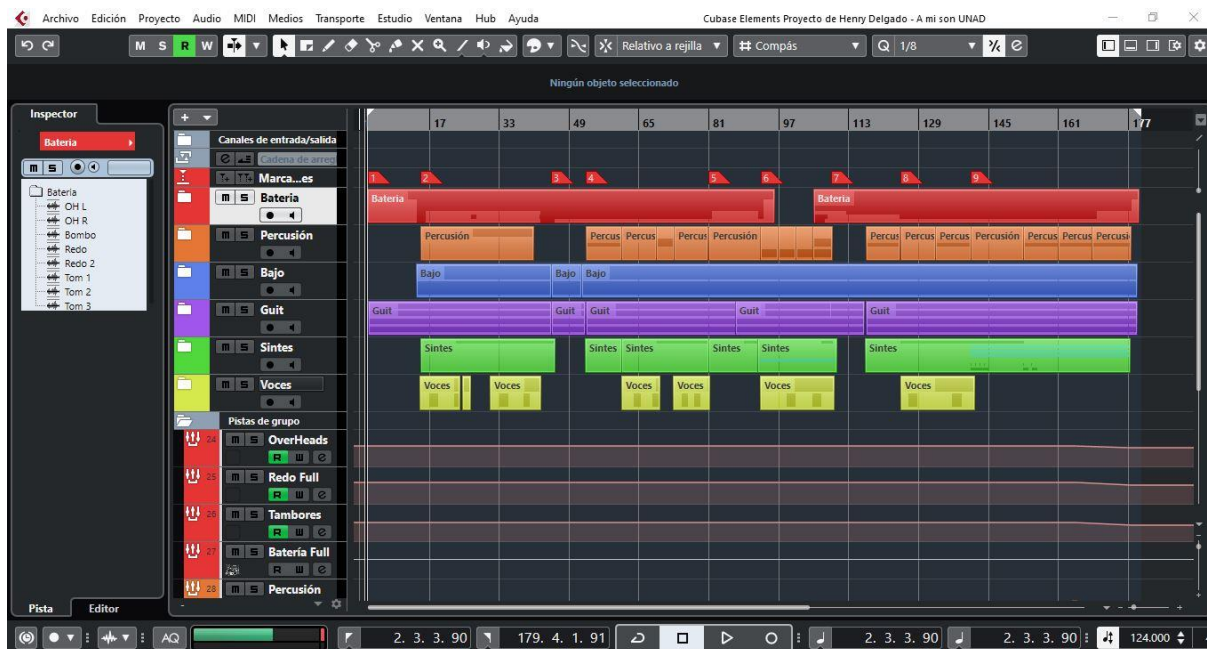 Archivo Edición Proyecto Audio MIDI Medios Transporte Estudio Ventana Hub Ayuda Cubase Elements Proyecto de Henry Delgado - A mi son UNAD
M S R W Relativo a rejilla Compás Q 1/8
Ningún objeto seleccionado
Inspector
Bateria
m S
Bateria
OH L
OH R
Bombo
Redo
Redo 2
Tom 1
Tom 2
Tom 3
17 33 49 65 81 97 113 129 145 161 177
Canales de entrada/salida
Cadena de arreg
Marca...es 1 2 3 4 5 6 7 8 9
m S Bateria Bateria Bateria
m S Percusión Percusión Percus Percus Percus Percusión Percus Percus Percus Percusión Percus Percus Percusi
m S Bajo Bajo Bajo Bajo
m S Guit Guit Guit Guit Guit Guit
m S Sintes Sintes Sintes Sintes Sintes Sintes Sintes
m S Voces Voces Voces Voces Voces Voces Voces
Pistas de grupo
24 m S OverHeads
R W e
25 m S Redo Full
R W e
26 m S Tambores
R W e
27 m S Batería Full
R W e
28 m S Percusión
Pista Editor
AQ 2. 3. 3. 90 179. 4. 1. 91 2. 3. 3. 90 2. 3. 3. 90 124.000